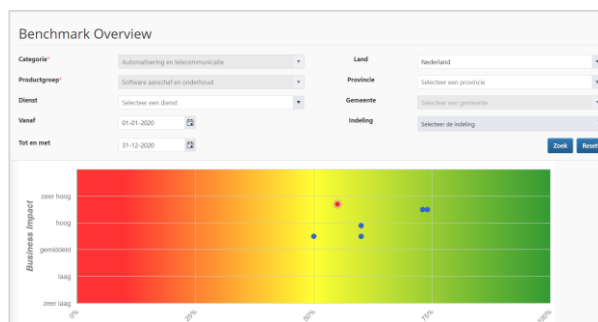 Benchmark Overview
Categorie* Automatisering en telecommunicatie Land Nederland
Productgroep* Software aanschaf en onderhoud Provincie Selecteer een provincie
Dienst Selecteer een dienst Gemeente Selecteer een gemeente
Vanaf 01-01-2020 Indeling Selecteer de indeling
Tot en met 31-12-2020 Zoek Reset
Business Impact
zeer hoog
hoog
gemiddeld
laag
zeer laag
0% 25% 50% 75% 100%